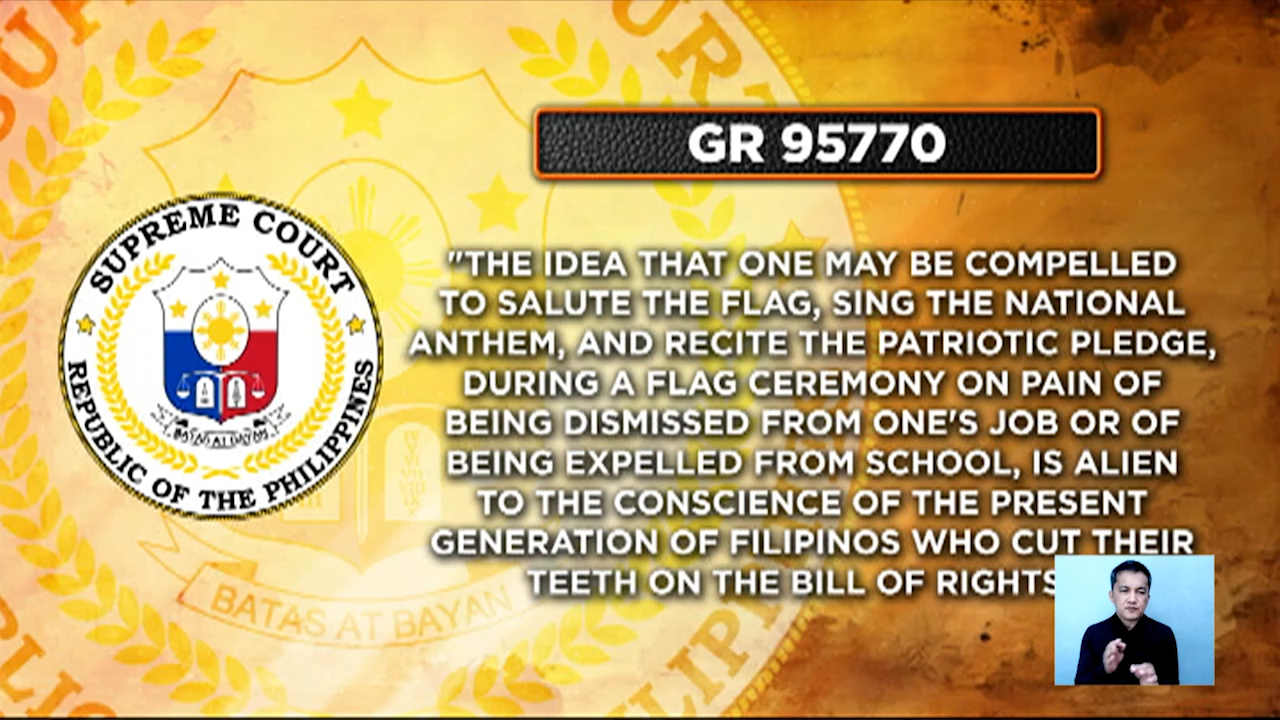 GR 95770
"THE IDEA THAT ONE MAY BE COMPELLED
TO SALUTE THE FLAG, SING THE NATIONAL
ANTHEM, AND RECITE THE PATRIOTIC PLEDGE,
DURING A FLAG CEREMONY ON PAIN OF
BEING DISMISSED FROM ONE'S JOB OR OF
BEING EXPELLED FROM SCHOOL, IS ALIEN
TO THE CONSCIENCE OF THE PRESENT
GENERATION OF FILIPINOS WHO CUT THEIR
TEETH ON THE BILL OF RIGHTS
SUPREME COURT
REPUBLIC OF THE PHILIPPINES
BATAS AT BAYAN
BATAS AT BAYAN